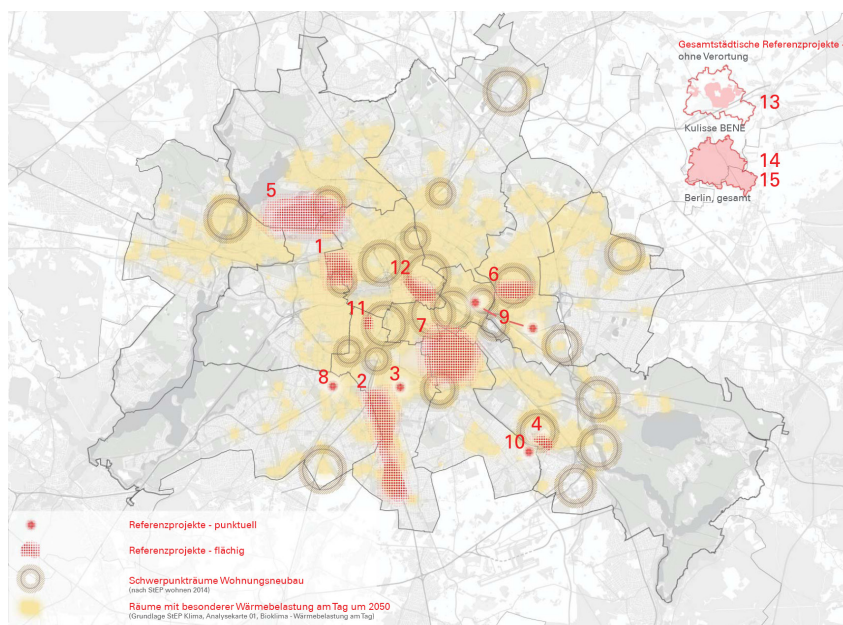 Gesamtstädtische Referenzprojekte -
ohne Verortung
13
Kulisse BENE
14
15
Berlin, gesamt
5
1
12
6
11
7
9
8
2
3
4
10
Referenzprojekte - punktuell
Referenzprojekte - flächig
Schwerpunkträume Wohnungsneubau
(nach StEP wohnen 2014)
Räume mit besonderer Wärmebelastung am Tag um 2050
(Grundlage StEP Klima, Analysekarte 01, Bioklima - Wärmebelastung am Tag)